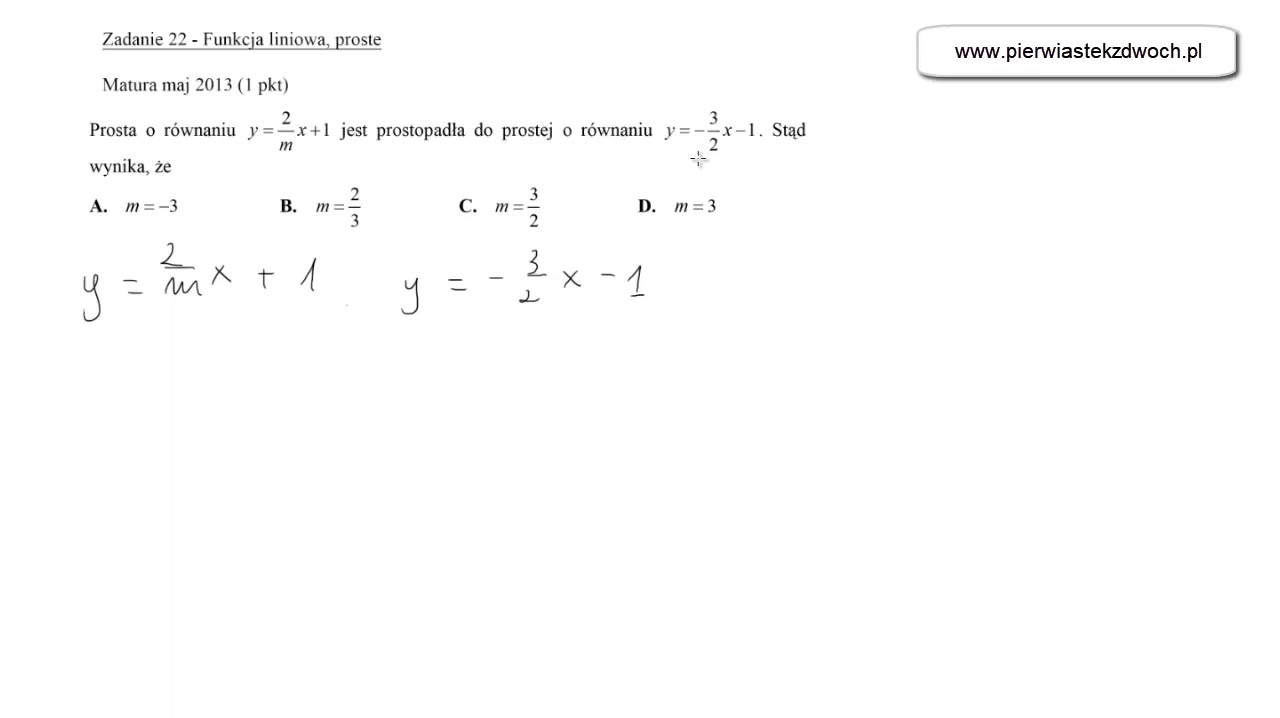 Zadanie 22 - Funkcja liniowa, proste
www.pierwiastekzdwoch.pl
Matura maj 2013 (1 pkt)
Prosta o równaniu y = 2/m x + 1 jest prostopadła do prostej o równaniu y = -3/2 x - 1. Stąd
wynika, że
A. m = -3 B. m = 2/3 C. m = 3/2 D. m = 3
y = 2/m x + 1 y = - 3/2 x - 1